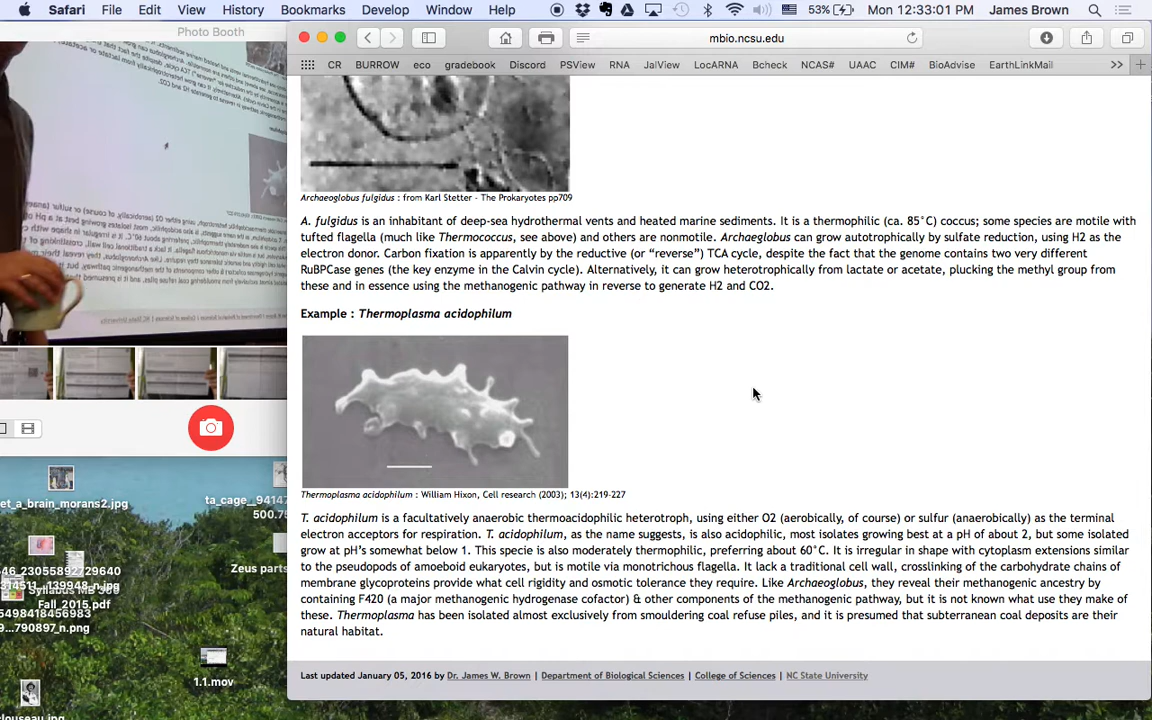 Safari File Edit View History Bookmarks Develop Window Help 53% Mon 12:33:01 PM James Brown
Photo Booth
mbio.ncsu.edu
CR BURROW eco gradebook Discord PSView RNA JalView LocARNA Bcheck NCAS# UAAC CIM# BioAdvise EarthLinkMail >> +
Archaeoglobus fulgidus : from Karl Stetter - The Prokaryotes pp709
A. fulgidus is an inhabitant of deep-sea hydrothermal vents and heated marine sediments. It is a thermophilic (ca. 85˚C) coccus; some species are motile with
tufted flagella (much like Thermococcus, see above) and others are nonmotile. Archaeoglobus can grow autotrophically by sulfate reduction, using H2 as the
electron donor. Carbon fixation is apparently by the reductive (or “reverse”) TCA cycle, despite the fact that the genome contains two very different
RuBPCase genes (the key enzyme in the Calvin cycle). Alternatively, it can grow heterotrophically from lactate or acetate, plucking the methyl group from
these and in essence using the methanogenic pathway in reverse to generate H2 and CO2.
Example : Thermoplasma acidophilum
Thermoplasma acidophilum : William Hixon, Cell research (2003); 13(4):219-227
T. acidophilum is a facultatively anaerobic thermoacidophilic heterotroph, using either O2 (aerobically, of course) or sulfur (anaerobically) as the terminal
electron acceptors for respiration. T. acidophilum, as the name suggests, is also acidophilic, most isolates growing best at a pH of about 2, but some isolated
grow at pH’s somewhat below 1. This specie is also moderately thermophilic, preferring about 60˚C. It is irregular in shape with cytoplasm extensions similar
to the pseudopods of amoeboid eukaryotes, but is motile via monotrichous flagella. It lack a traditional cell wall, crosslinking of the carbohydrate chains of
membrane glycoproteins provide what cell rigidity and osmotic tolerance they require. Like Archaeoglobus, they reveal their methanogenic ancestry by
containing F420 (a major methanogenic hydrogenase cofactor) & other components of the methanogenic pathway, but it is not known what use they make of
these. Thermoplasma has been isolated almost exclusively from smouldering coal refuse piles, and it is presumed that subterranean coal deposits are their
natural habitat.
Last updated January 05, 2016 by Dr. James W. Brown | Department of Biological Sciences | College of Sciences | NC State University
et_a_brain_morans2.jpg
ta_cage_94147
500.75
546_23055892729640
Zeus parts
Syllabus MB 360
Fall_2015.pdf
5498418456983
...790897_n.png
1.1.mov
louseau.jpg